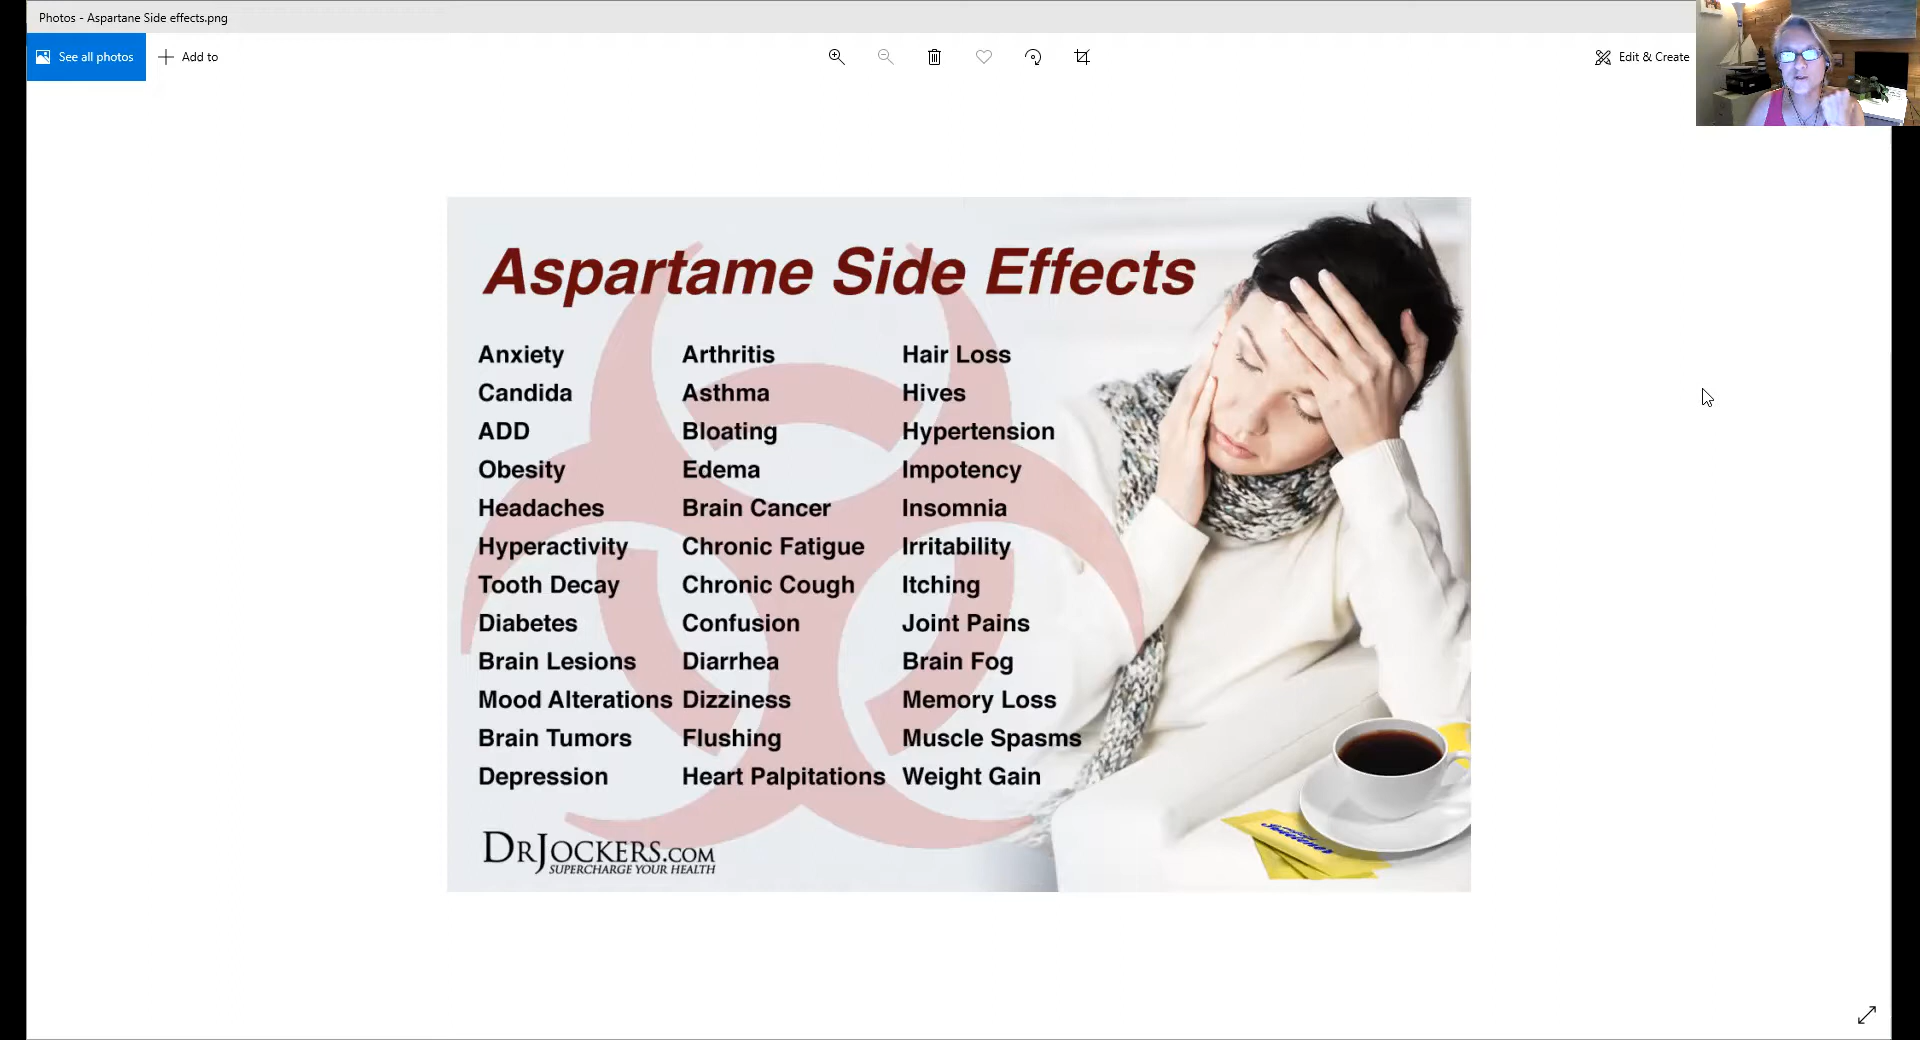 Photos - Aspartane Side effects.png
See all photos
Add to
Edit & Create
Aspartame Side Effects
Anxiety Arthritis Hair Loss
Candida Asthma Hives
ADD Bloating Hypertension
Obesity Edema Impotency
Headaches Brain Cancer Insomnia
Hyperactivity Chronic Fatigue Irritability
Tooth Decay Chronic Cough Itching
Diabetes Confusion Joint Pains
Brain Lesions Diarrhea Brain Fog
Mood Alterations Dizziness Memory Loss
Brain Tumors Flushing Muscle Spasms
Depression Heart Palpitations Weight Gain
DRJOCKERS.COM
SUPERCHARGE YOUR HEALTH
Sweetener